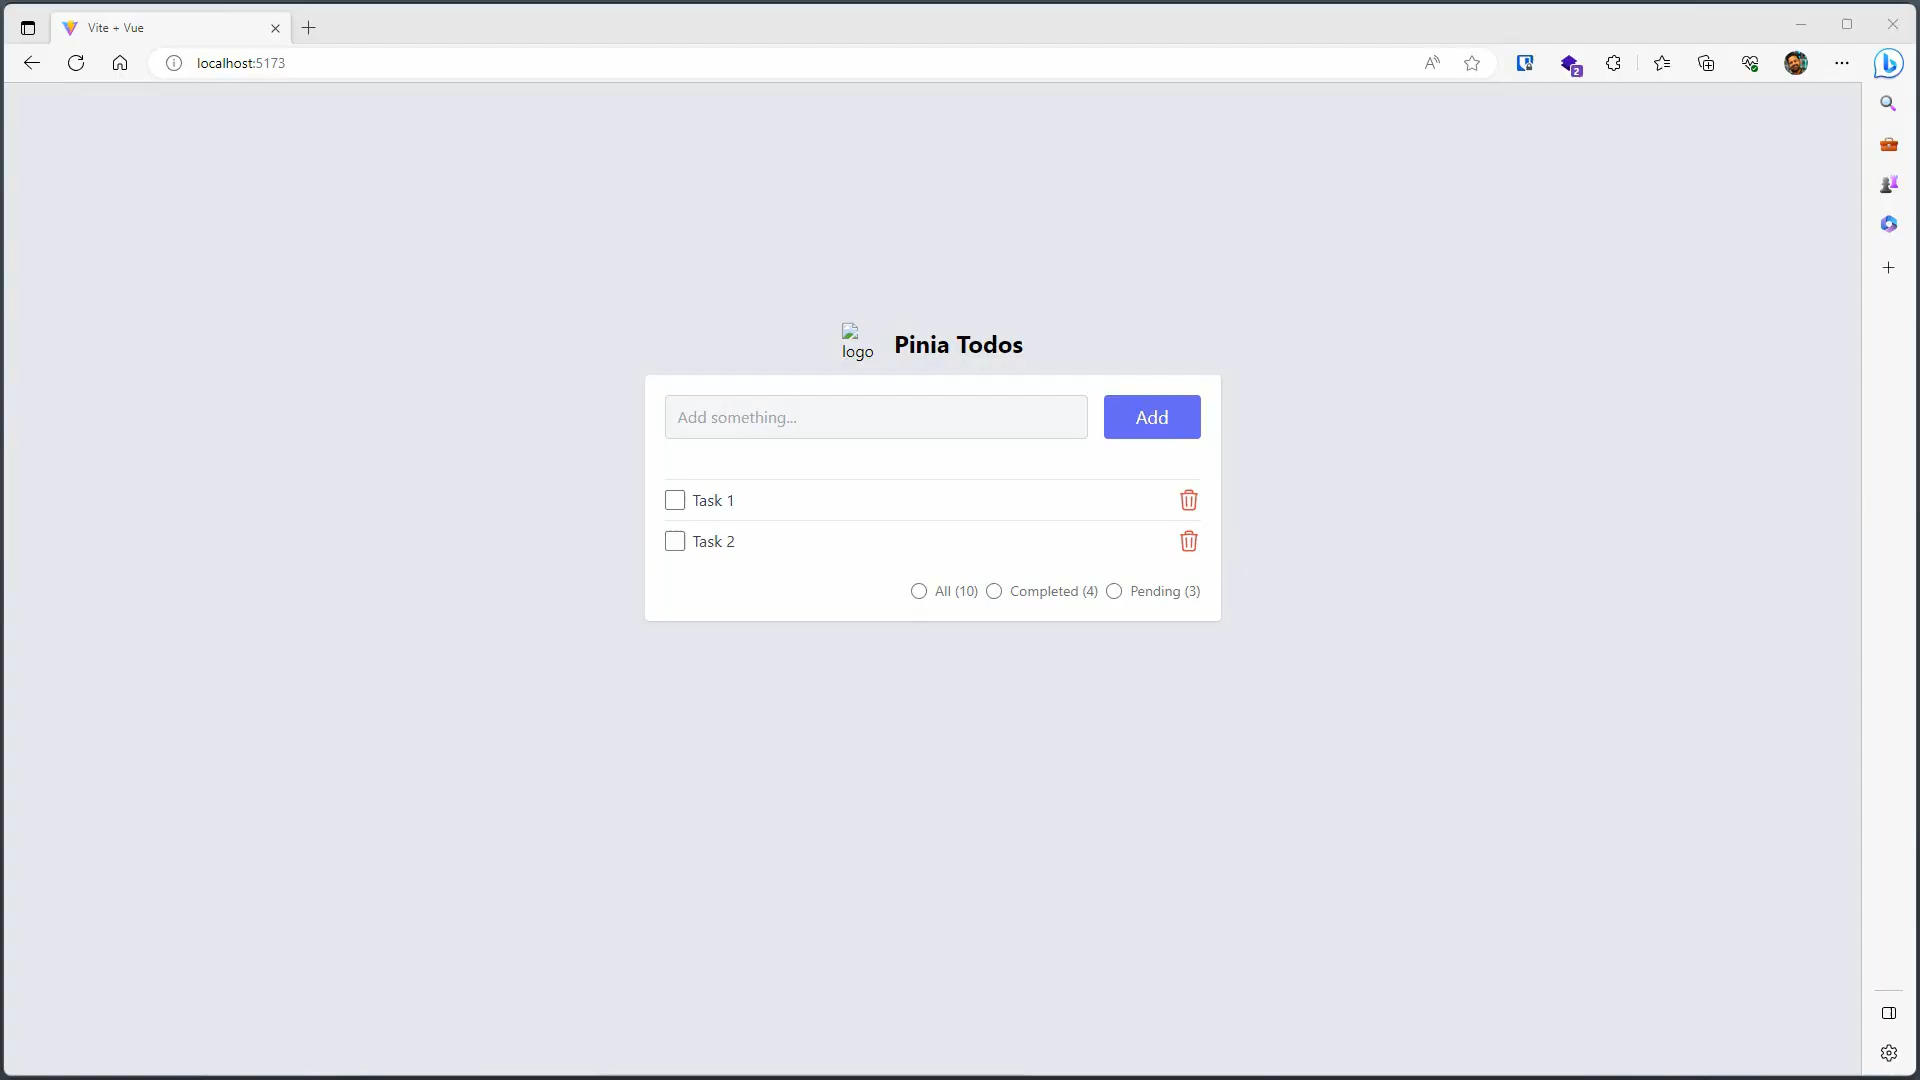 Vite + Vue
localhost:5173
2
logo
Pinia Todos
Add something...
Add
Task 1
Task 2
All (10) Completed (4) Pending (3)